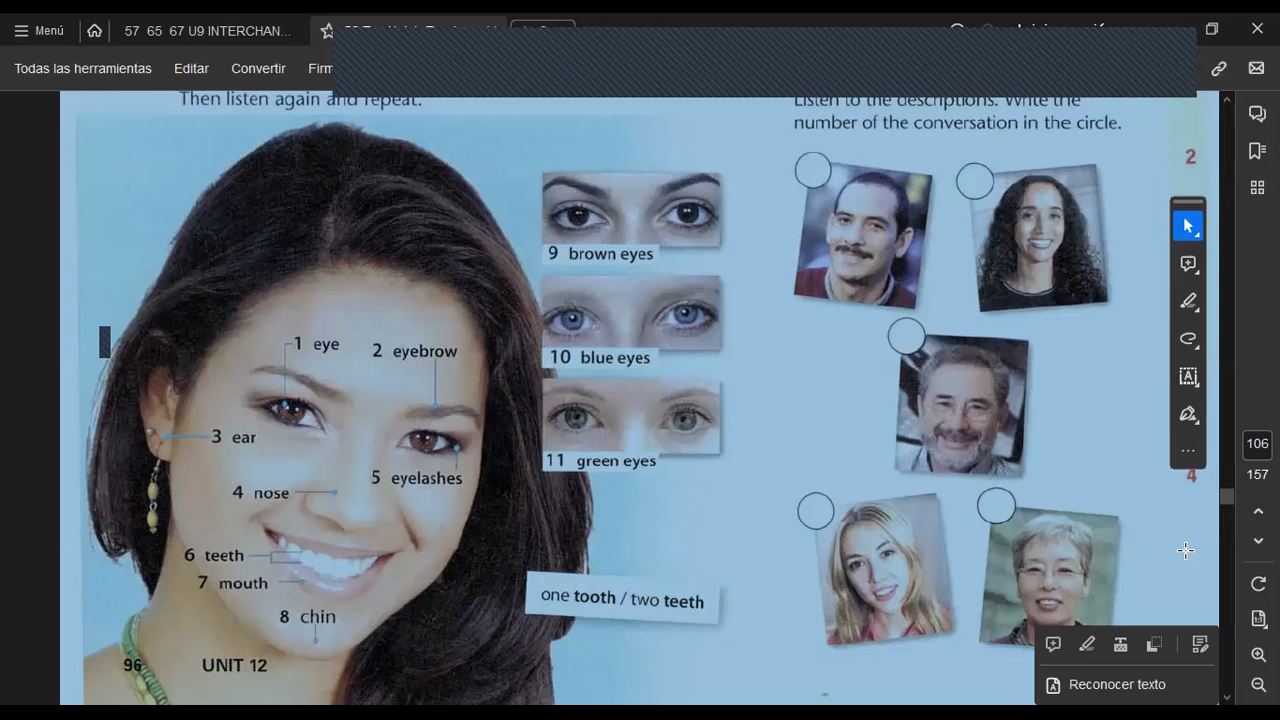 Menú
57 65 67 U9 INTERCHAN...
Todas las herramientas Editar Convertir
Then listen again and repeat.
Listen to the descriptions. Write the
number of the conversation in the circle.
2
1 eye
2 eyebrow
3 ear
4 nose
5 eyelashes
6 teeth
7 mouth
8 chin
9 brown eyes
10 blue eyes
11 green eyes
one tooth / two teeth
4
96 UNIT 12
106
157
Reconocer texto